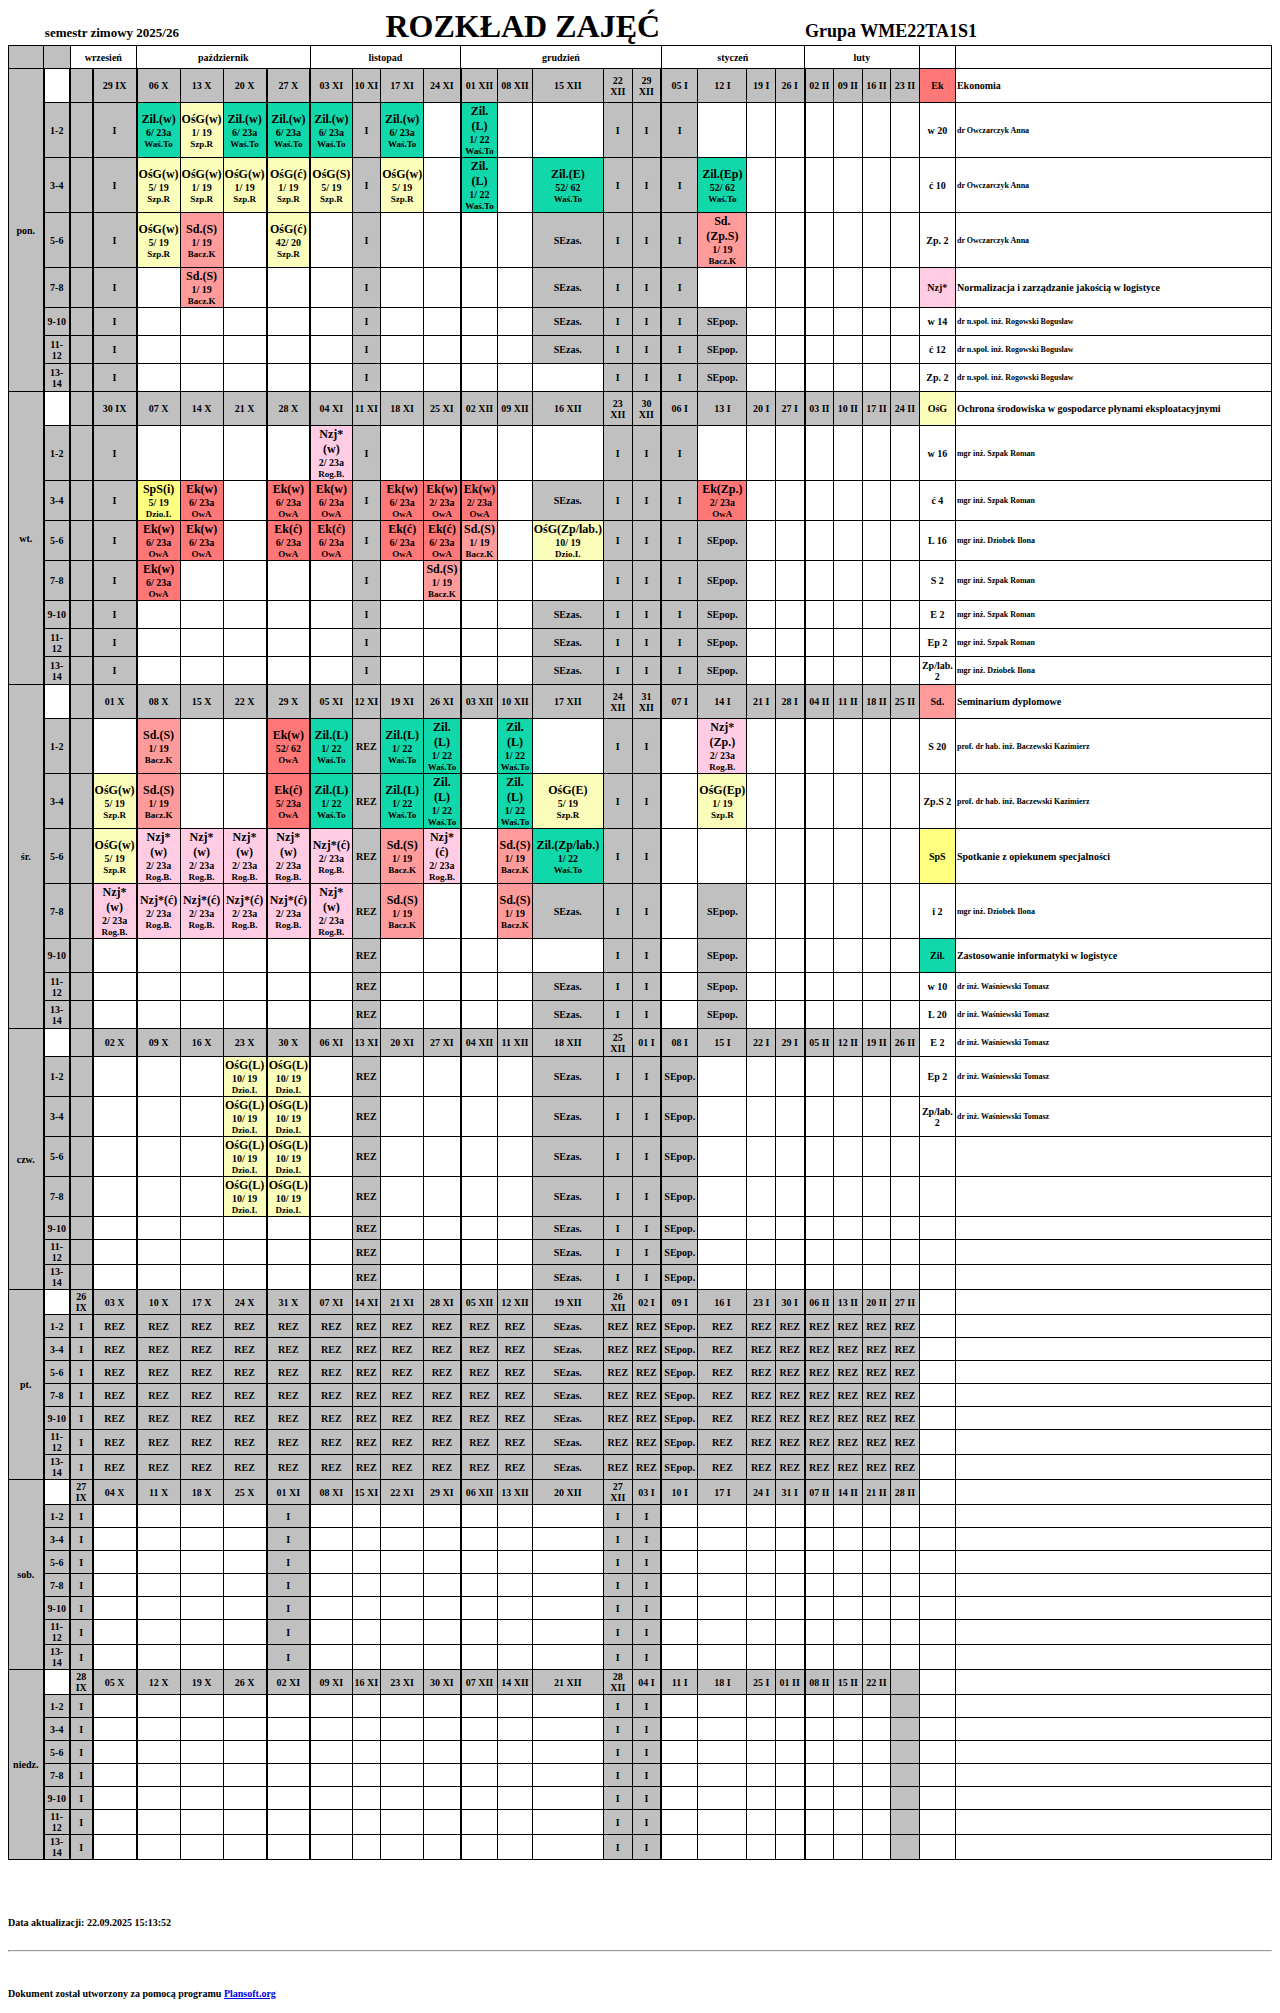 semestr zimowy 2025/26 ROZKŁAD ZAJĘĆ Grupa WME22TA1S1
wrzesień październik listopad grudzień styczeń luty
pon.
29 IX 06 X 13 X 20 X 27 X 03 XI 10 XI 17 XI 24 XI 01 XII 08 XII 15 XII 22 XII 29 XII 05 I 12 I 19 I 26 I 02 II 09 II 16 II 23 II Ek Ekonomia
1-2 I Zil.(w) 6/ 23a Waś.To OśG(w) 1/ 19 Szp.R Zil.(w) 6/ 23a Waś.To Zil.(w) 6/ 23a Waś.To Zil.(w) 6/ 23a Waś.To I Zil.(w) 6/ 23a Waś.To Zil.(L) 1/ 22 Waś.To I I I w 20 dr Owczarczyk Anna
3-4 I OśG(w) 5/ 19 Szp.R OśG(w) 1/ 19 Szp.R OśG(w) 1/ 19 Szp.R OśG(ć) 1/ 19 Szp.R OśG(S) 5/ 19 Szp.R I OśG(w) 5/ 19 Szp.R Zil.(L) 1/ 22 Waś.To Zil.(E) 52/ 62 Waś.To I I I Zil.(Ep) 52/ 62 Waś.To ć 10 dr Owczarczyk Anna
5-6 I OśG(w) 5/ 19 Szp.R Sd.(S) 1/ 19 Bacz.K OśG(ć) 42/ 20 Szp.R I SEzas. I I I Sd.(Zp.S) 1/ 19 Bacz.K Zp. 2 dr Owczarczyk Anna
7-8 I Sd.(S) 1/ 19 Bacz.K I SEzas. I I I Nzj* Normalizacja i zarządzanie jakością w logistyce
9-10 I I SEzas. I I I SEpop. w 14 dr n.społ. inż. Rogowski Bogusław
11-12 I I SEzas. I I I SEpop. ć 12 dr n.społ. inż. Rogowski Bogusław
13-14 I I I I I SEpop. Zp. 2 dr n.społ. inż. Rogowski Bogusław
wt.
30 IX 07 X 14 X 21 X 28 X 04 XI 11 XI 18 XI 25 XI 02 XII 09 XII 16 XII 23 XII 30 XII 06 I 13 I 20 I 27 I 03 II 10 II 17 II 24 II OśG Ochrona środowiska w gospodarce płynami eksploatacyjnymi
1-2 I Nzj*(w) 2/ 23a Rog.B. I I I I w 16 mgr inż. Szpak Roman
3-4 I SpS(i) 5/ 19 Dzio.I. Ek(w) 6/ 23a OwA Ek(w) 6/ 23a OwA Ek(w) 6/ 23a OwA I Ek(w) 6/ 23a OwA Ek(w) 2/ 23a OwA Ek(w) 2/ 23a OwA SEzas. I I I Ek(Zp.) 2/ 23a OwA ć 4 mgr inż. Szpak Roman
5-6 I Ek(w) 6/ 23a OwA Ek(w) 6/ 23a OwA Ek(ć) 6/ 23a OwA Ek(ć) 6/ 23a OwA I Ek(ć) 6/ 23a OwA Ek(ć) 6/ 23a OwA Sd.(S) 1/ 19 Bacz.K OśG(Zp/lab.) 10/ 19 Dzio.I. I I I SEpop. L 16 mgr inż. Dziobek Ilona
7-8 I Ek(w) 6/ 23a OwA I Sd.(S) 1/ 19 Bacz.K I I I SEpop. S 2 mgr inż. Szpak Roman
9-10 I I SEzas. I I I SEpop. E 2 mgr inż. Szpak Roman
11-12 I I SEzas. I I I SEpop. Ep 2 mgr inż. Szpak Roman
13-14 I I SEzas. I I I SEpop. Zp/lab. 2 mgr inż. Dziobek Ilona
śr.
01 X 08 X 15 X 22 X 29 X 05 XI 12 XI 19 XI 26 XI 03 XII 10 XII 17 XII 24 XII 31 XII 07 I 14 I 21 I 28 I 04 II 11 II 18 II 25 II Sd. Seminarium dyplomowe
1-2 Sd.(S) 1/ 19 Bacz.K Ek(w) 52/ 62 OwA Zil.(L) 1/ 22 Waś.To REZ Zil.(L) 1/ 22 Waś.To Zil.(L) 1/ 22 Waś.To Zil.(L) 1/ 22 Waś.To I I Nzj*(Zp.) 2/ 23a Rog.B. S 20 prof. dr hab. inż. Baczewski Kazimierz
3-4 OśG(w) 5/ 19 Szp.R Sd.(S) 1/ 19 Bacz.K Ek(ć) 5/ 23a OwA Zil.(L) 1/ 22 Waś.To REZ Zil.(L) 1/ 22 Waś.To Zil.(L) 1/ 22 Waś.To Zil.(L) 1/ 22 Waś.To OśG(E) 5/ 19 Szp.R I I OśG(Ep) 1/ 19 Szp.R Zp.S 2 prof. dr hab. inż. Baczewski Kazimierz
5-6 OśG(w) 5/ 19 Szp.R Nzj*(w) 2/ 23a Rog.B. Nzj*(w) 2/ 23a Rog.B. Nzj*(w) 2/ 23a Rog.B. Nzj*(w) 2/ 23a Rog.B. Nzj*(ć) 2/ 23a Rog.B. REZ Sd.(S) 1/ 19 Bacz.K Nzj*(ć) 2/ 23a Rog.B. Sd.(S) 1/ 19 Bacz.K Zil.(Zp/lab.) 1/ 22 Waś.To I I SpS Spotkanie z opiekunem specjalności
7-8 Nzj*(w) 2/ 23a Rog.B. Nzj*(ć) 2/ 23a Rog.B. Nzj*(ć) 2/ 23a Rog.B. Nzj*(ć) 2/ 23a Rog.B. Nzj*(ć) 2/ 23a Rog.B. Nzj*(w) 2/ 23a Rog.B. REZ Sd.(S) 1/ 19 Bacz.K Sd.(S) 1/ 19 Bacz.K SEzas. I I SEpop. i 2 mgr inż. Dziobek Ilona
9-10 REZ I I SEpop. Zil. Zastosowanie informatyki w logistyce
11-12 REZ SEzas. I I SEpop. w 10 dr inż. Waśniewski Tomasz
13-14 REZ SEzas. I I SEpop. L 20 dr inż. Waśniewski Tomasz
czw.
02 X 09 X 16 X 23 X 30 X 06 XI 13 XI 20 XI 27 XI 04 XII 11 XII 18 XII 25 XII 01 I 08 I 15 I 22 I 29 I 05 II 12 II 19 II 26 II E 2 dr inż. Waśniewski Tomasz
1-2 OśG(L) 10/ 19 Dzio.I. OśG(L) 10/ 19 Dzio.I. REZ SEzas. I I SEpop. Ep 2 dr inż. Waśniewski Tomasz
3-4 OśG(L) 10/ 19 Dzio.I. OśG(L) 10/ 19 Dzio.I. REZ SEzas. I I SEpop. Zp/lab. 2 dr inż. Waśniewski Tomasz
5-6 OśG(L) 10/ 19 Dzio.I. OśG(L) 10/ 19 Dzio.I. REZ SEzas. I I SEpop.
7-8 OśG(L) 10/ 19 Dzio.I. OśG(L) 10/ 19 Dzio.I. REZ SEzas. I I SEpop.
9-10 REZ SEzas. I I SEpop.
11-12 REZ SEzas. I I SEpop.
13-14 REZ SEzas. I I SEpop.
pt.
26 IX 03 X 10 X 17 X 24 X 31 X 07 XI 14 XI 21 XI 28 XI 05 XII 12 XII 19 XII 26 XII 02 I 09 I 16 I 23 I 30 I 06 II 13 II 20 II 27 II
1-2 I REZ REZ REZ REZ REZ REZ REZ REZ REZ REZ REZ SEzas. REZ REZ SEpop. REZ REZ REZ REZ REZ REZ REZ
3-4 I REZ REZ REZ REZ REZ REZ REZ REZ REZ REZ REZ SEzas. REZ REZ SEpop. REZ REZ REZ REZ REZ REZ REZ
5-6 I REZ REZ REZ REZ REZ REZ REZ REZ REZ REZ REZ SEzas. REZ REZ SEpop. REZ REZ REZ REZ REZ REZ REZ
7-8 I REZ REZ REZ REZ REZ REZ REZ REZ REZ REZ REZ SEzas. REZ REZ SEpop. REZ REZ REZ REZ REZ REZ REZ
9-10 I REZ REZ REZ REZ REZ REZ REZ REZ REZ REZ REZ SEzas. REZ REZ SEpop. REZ REZ REZ REZ REZ REZ REZ
11-12 I REZ REZ REZ REZ REZ REZ REZ REZ REZ REZ REZ SEzas. REZ REZ SEpop. REZ REZ REZ REZ REZ REZ REZ
13-14 I REZ REZ REZ REZ REZ REZ REZ REZ REZ REZ REZ SEzas. REZ REZ SEpop. REZ REZ REZ REZ REZ REZ REZ
sob.
27 IX 04 X 11 X 18 X 25 X 01 XI 08 XI 15 XI 22 XI 29 XI 06 XII 13 XII 20 XII 27 XII 03 I 10 I 17 I 24 I 31 I 07 II 14 II 21 II 28 II
1-2 I I I I
3-4 I I I I
5-6 I I I I
7-8 I I I I
9-10 I I I I
11-12 I I I I
13-14 I I I I
niedz.
28 IX 05 X 12 X 19 X 26 X 02 XI 09 XI 16 XI 23 XI 30 XI 07 XII 14 XII 21 XII 28 XII 04 I 11 I 18 I 25 I 01 II 08 II 15 II 22 II
1-2 I I I
3-4 I I I
5-6 I I I
7-8 I I I
9-10 I I I
11-12 I I I
13-14 I I I
Data aktualizacji: 22.09.2025 15:13:52
Dokument został utworzony za pomocą programu Plansoft.org